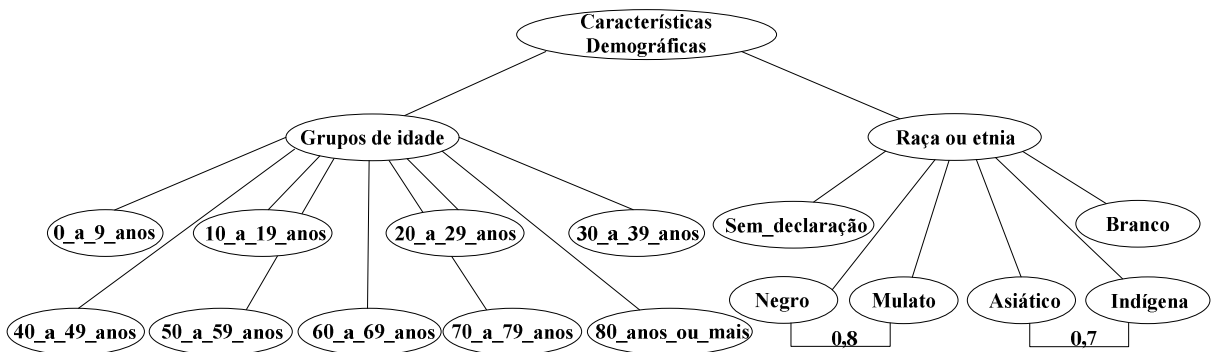 Características
Demográficas
Grupos de idade
Raça ou etnia
0_a_9_anos
10_a_19_anos
20_a_29_anos
30_a_39_anos
Sem_declaração
Branco
Negro
Mulato
Asiático
Indígena
40_a_49_anos
50_a_59_anos
60_a_69_anos
70_a_79_anos
80_anos_ou_mais
0,8
0,7